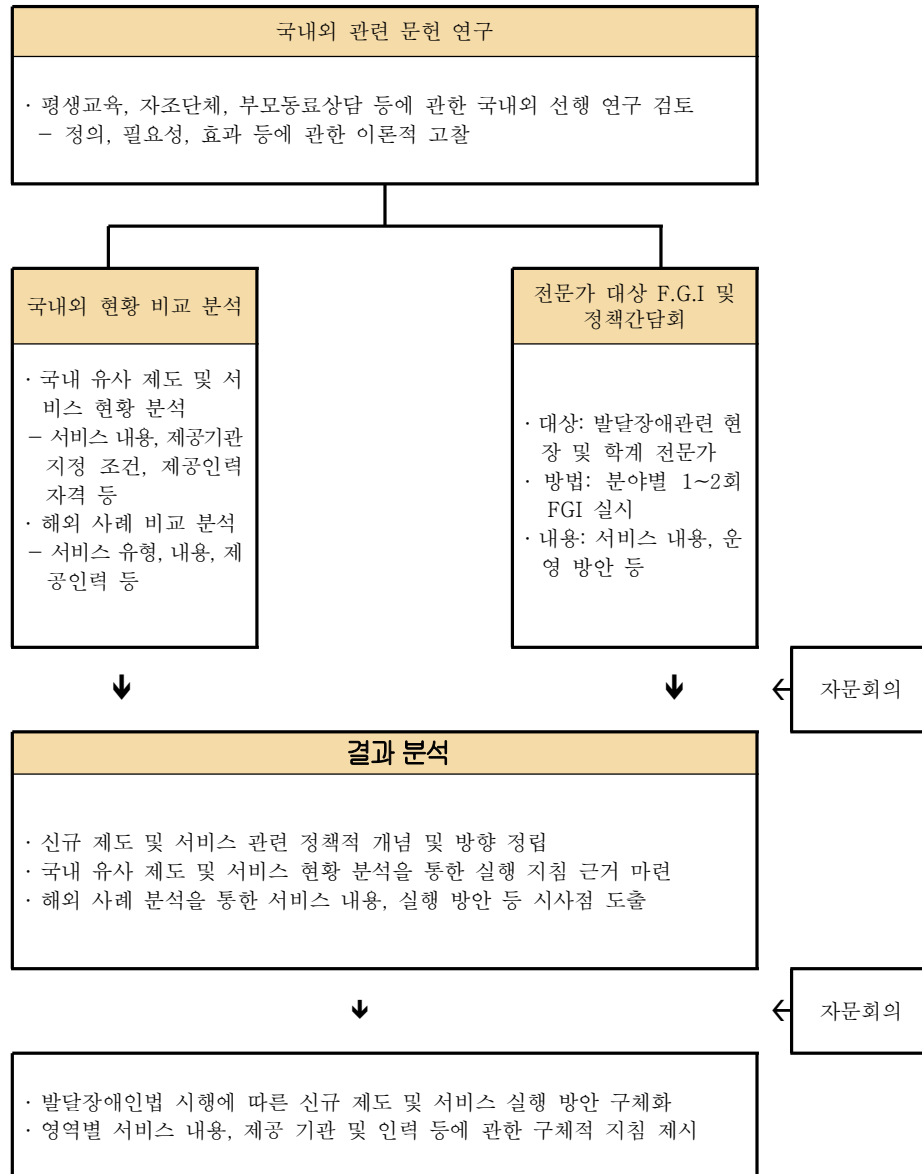 국내외 관련 문헌 연구
· 평생교육, 자조단체, 부모동료상담 등에 관한 국내외 선행 연구 검토
− 정의, 필요성, 효과 등에 관한 이론적 고찰
국내외 현황 비교 분석
· 국내 유사 제도 및 서
비스 현황 분석
− 서비스 내용, 제공기관
지정 조건, 제공인력
자격 등
· 해외 사례 비교 분석
− 서비스 유형, 내용, 제
공인력 등
전문가 대상 F.G.I 및
정책간담회
· 대상: 발달장애관련 현
장 및 학계 전문가
· 방법: 분야별 1~2회
FGI 실시
· 내용: 서비스 내용, 운
영 방안 등
자문회의
결과 분석
· 신규 제도 및 서비스 관련 정책적 개념 및 방향 정립
· 국내 유사 제도 및 서비스 현황 분석을 통한 실행 지침 근거 마련
· 해외 사례 분석을 통한 서비스 내용, 실행 방안 등 시사점 도출
자문회의
· 발달장애인법 시행에 따른 신규 제도 및 서비스 실행 방안 구체화
· 영역별 서비스 내용, 제공 기관 및 인력 등에 관한 구체적 지침 제시